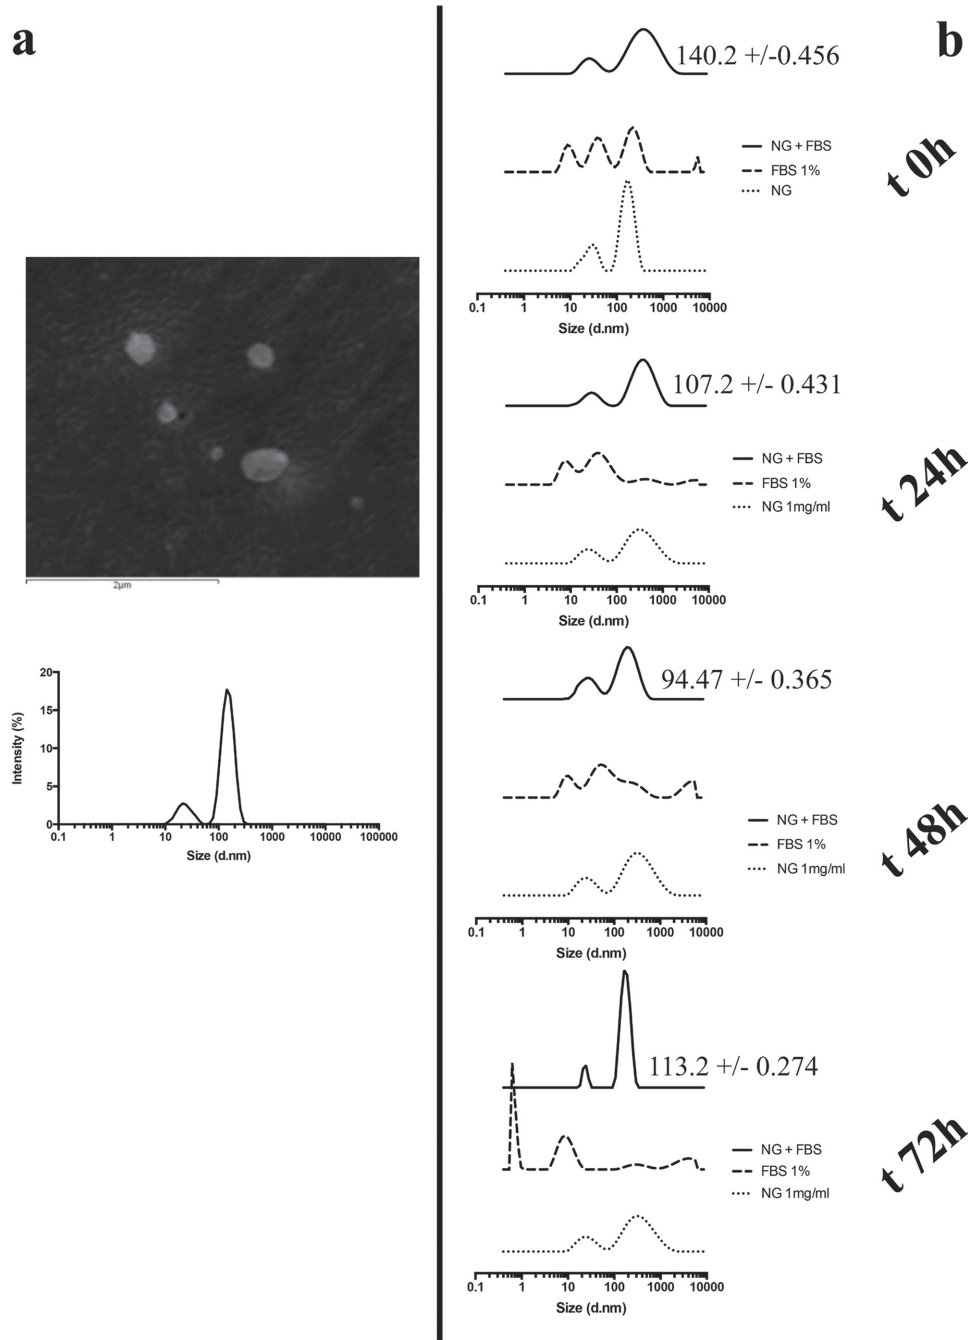 a
2μm
20
15
10
5
0
Intensity (%)
0.1 1 10 100 1000 10000 100000
Size (d.nm)
b
140.2 +/-0.456
NG + FBS
FBS 1%
NG
t 0h
0.1 1 10 100 1000 10000
Size (d.nm)
107.2 +/- 0.431
NG + FBS
FBS 1%
NG 1mg/ml
t 24h
0.1 1 10 100 1000 10000
Size (d.nm)
94.47 +/- 0.365
NG + FBS
FBS 1%
NG 1mg/ml
t 48h
0.1 1 10 100 1000 10000
Size (d.nm)
113.2 +/- 0.274
NG + FBS
FBS 1%
NG 1mg/ml
t 72h
0.1 1 10 100 1000 10000
Size (d.nm)